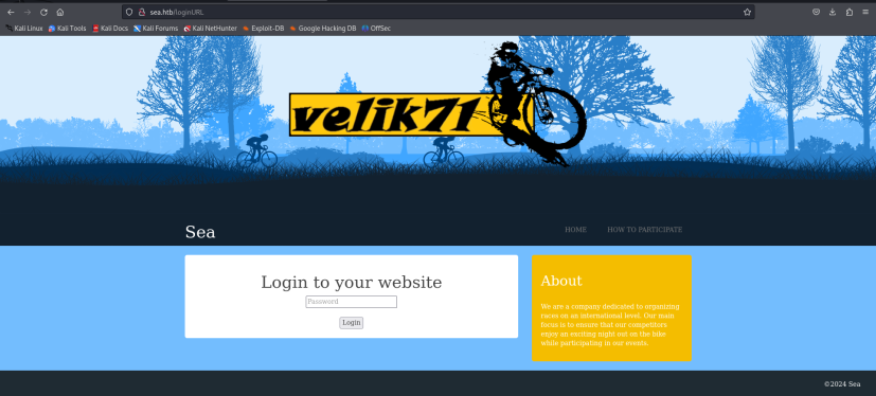 sea.htb/loginURL
Kali Linux Kali Tools Kali Docs Kali Forums Kali NetHunter Exploit-DB Google Hacking DB OffSec
velik71
Sea
HOME HOW TO PARTICIPATE
Login to your website
Password
Login
About
We are a company dedicated to organizing
races on an international level. Our main
focus is to ensure that our competitors
enjoy an exciting night out on the bike
while participating in our events.
©2024 Sea